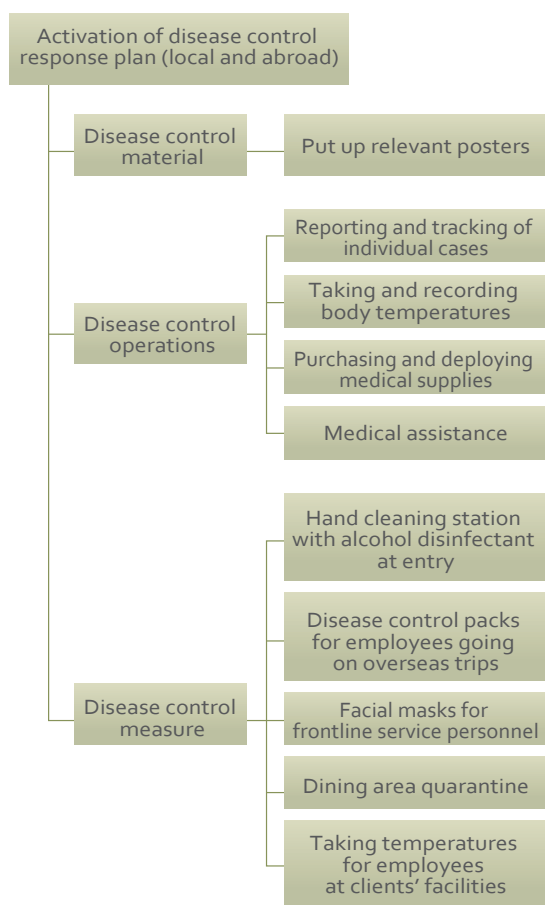 Activation of disease control
response plan (local and abroad)
Disease control
material
Put up relevant posters
Disease control
operations
Reporting and tracking of
individual cases
Taking and recording
body temperatures
Purchasing and deploying
medical supplies
Medical assistance
Disease control
measure
Hand cleaning station
with alcohol disinfectant
at entry
Disease control packs
for employees going
on overseas trips
Facial masks for
frontline service personnel
Dining area quarantine
Taking temperatures
for employees
at clients’ facilities